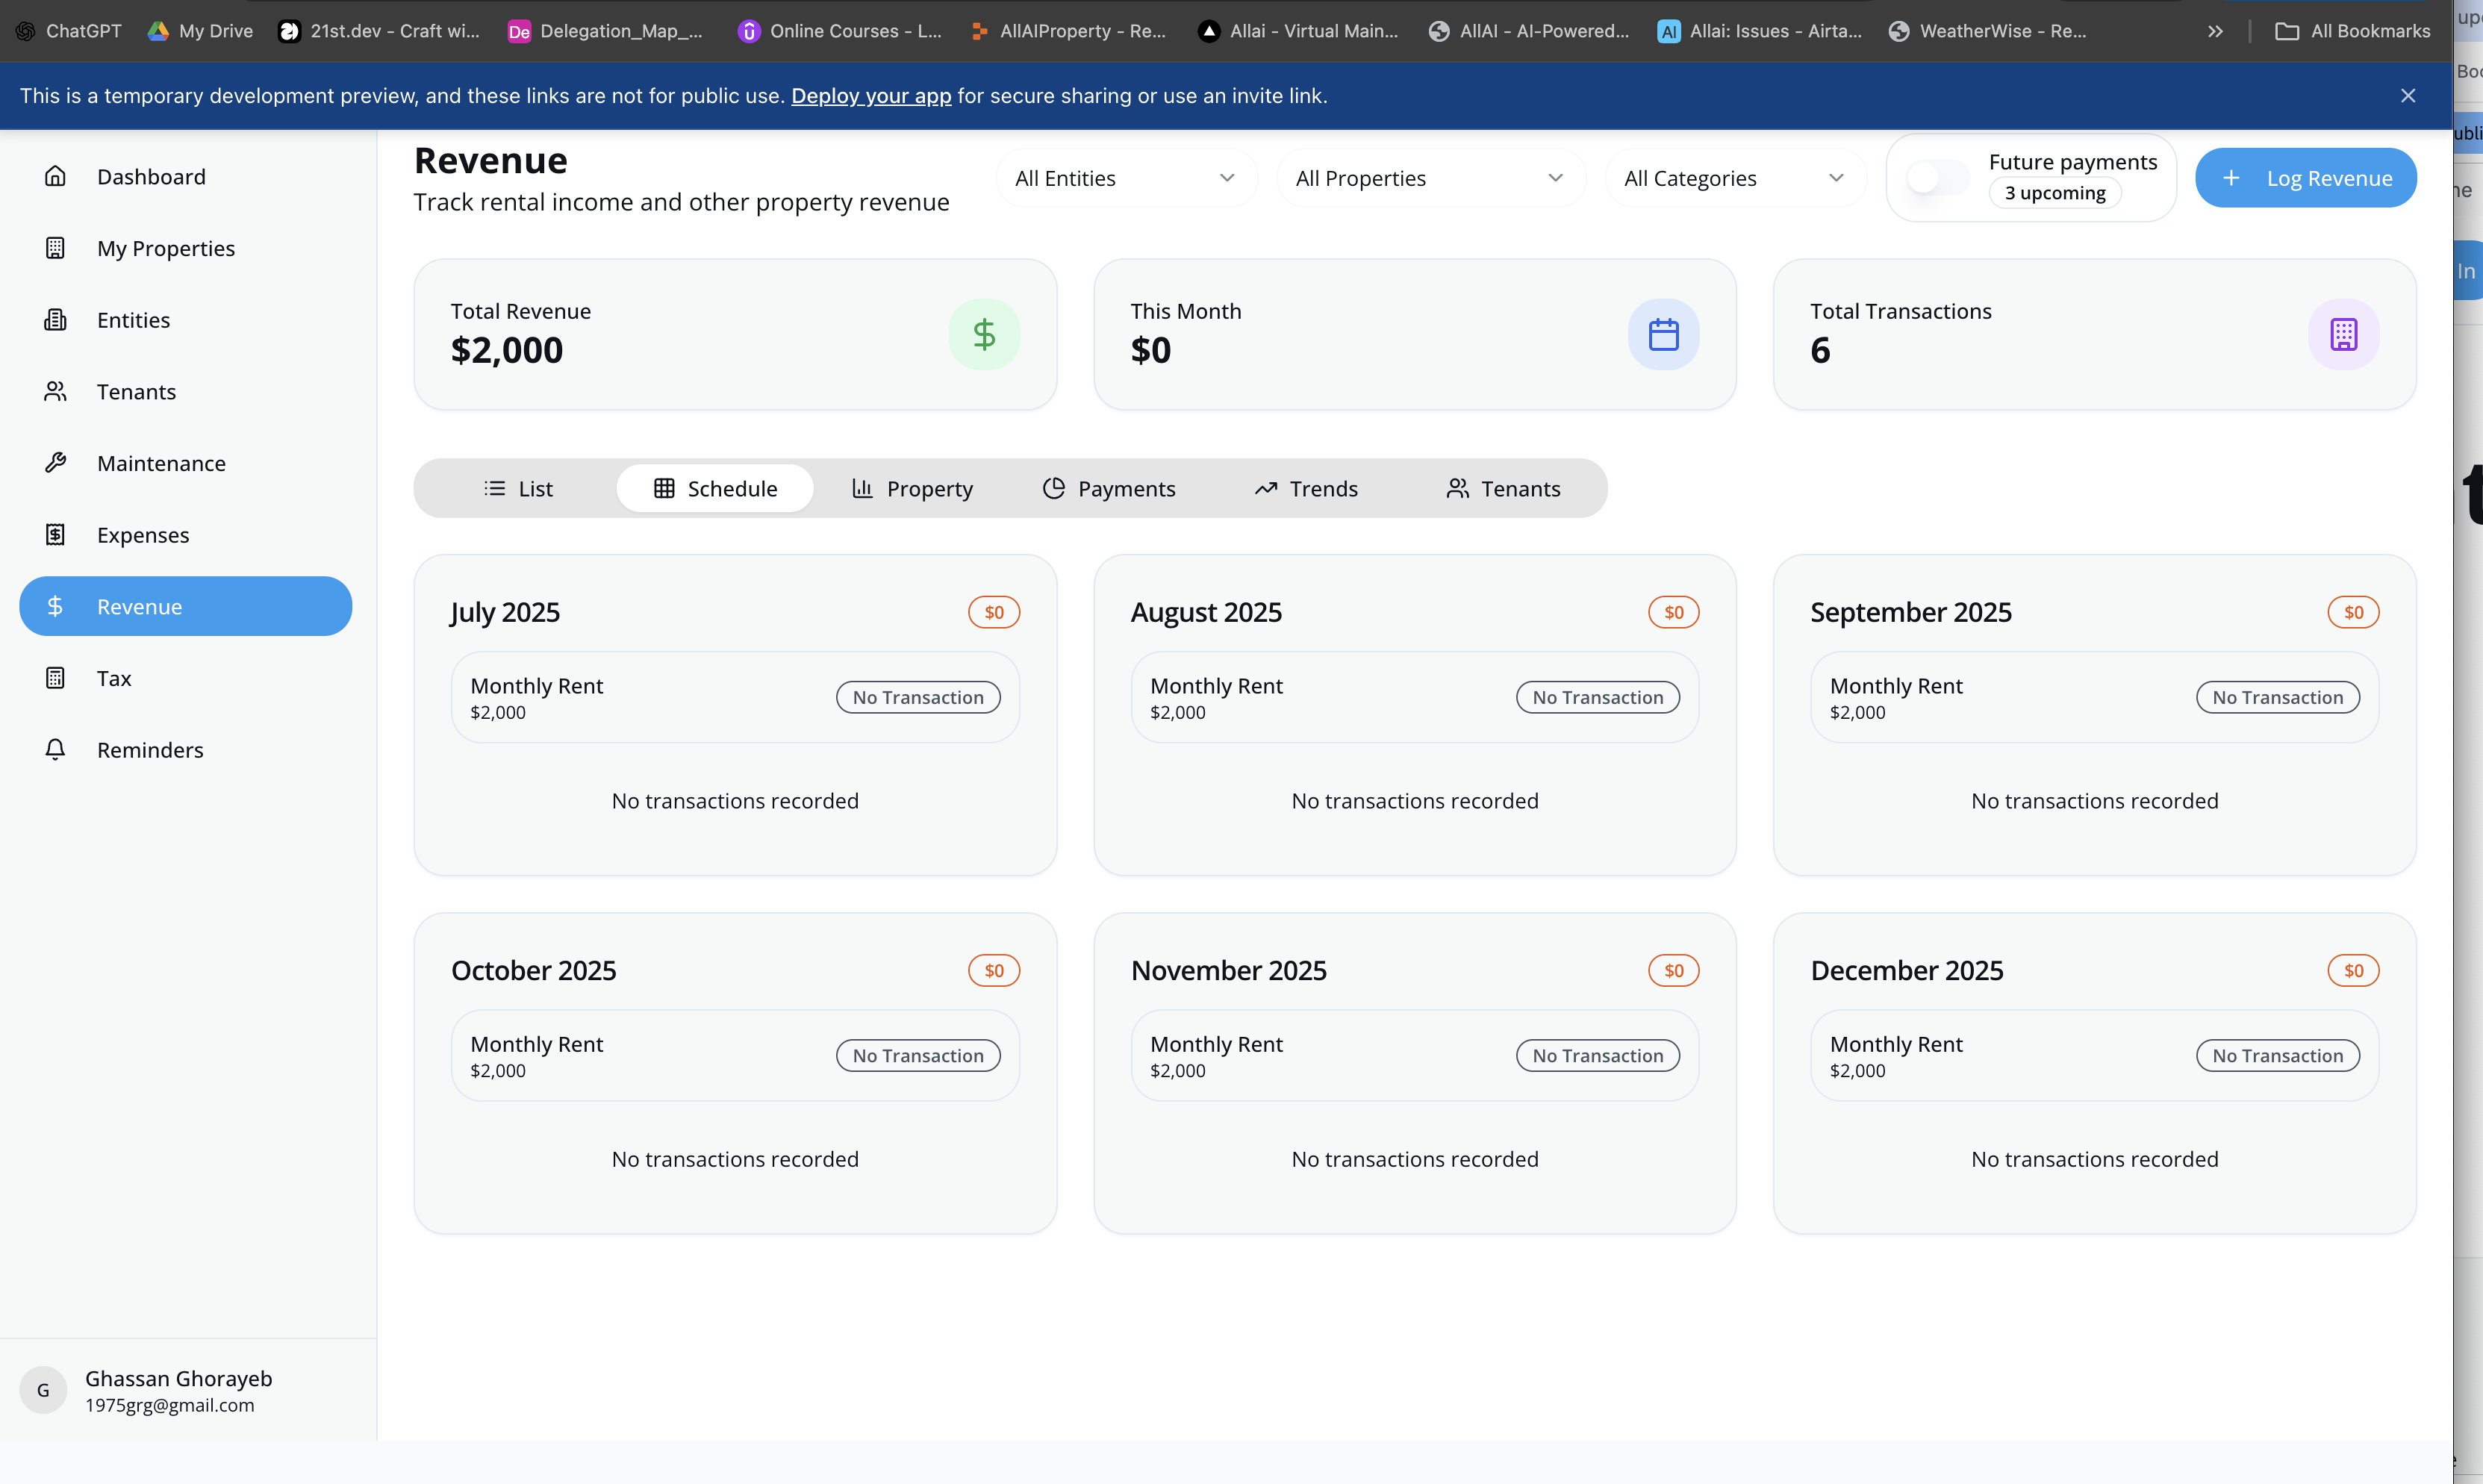 ChatGPT
My Drive
21st.dev - Craft wi...
De
Delegation_Map_...
Online Courses - L...
AllAIProperty - Re...
Allai - Virtual Main...
AllAI - AI-Powered...
AI
Allai: Issues - Airta...
WeatherWise - Re...
All Bookmarks
This is a temporary development preview, and these links are not for public use. Deploy your app for secure sharing or use an invite link.
Dashboard
My Properties
Entities
Tenants
Maintenance
Expenses
Revenue
Tax
Reminders
G
Ghassan Ghorayeb
1975grg@gmail.com
Revenue
Track rental income and other property revenue
All Entities
All Properties
All Categories
Future payments
3 upcoming
+ Log Revenue
Total Revenue
$2,000
$
This Month
$0
Total Transactions
6
List
Schedule
Property
Payments
Trends
Tenants
July 2025
$0
Monthly Rent
$2,000
No Transaction
No transactions recorded
August 2025
$0
Monthly Rent
$2,000
No Transaction
No transactions recorded
September 2025
$0
Monthly Rent
$2,000
No Transaction
No transactions recorded
October 2025
$0
Monthly Rent
$2,000
No Transaction
No transactions recorded
November 2025
$0
Monthly Rent
$2,000
No Transaction
No transactions recorded
December 2025
$0
Monthly Rent
$2,000
No Transaction
No transactions recorded